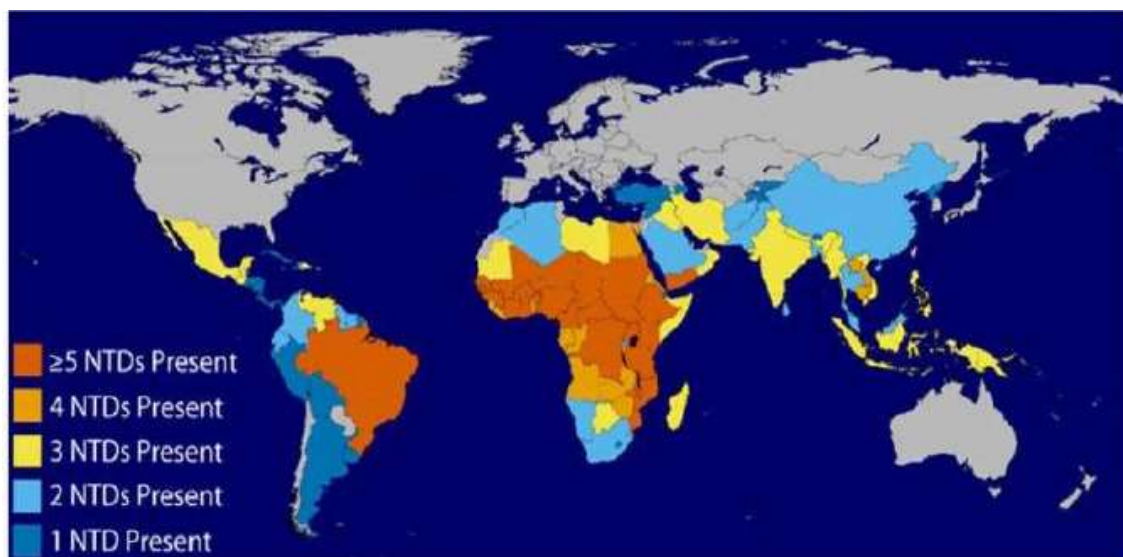 ≥5 NTDs Present
4 NTDs Present
3 NTDs Present
2 NTDs Present
1 NTD Present